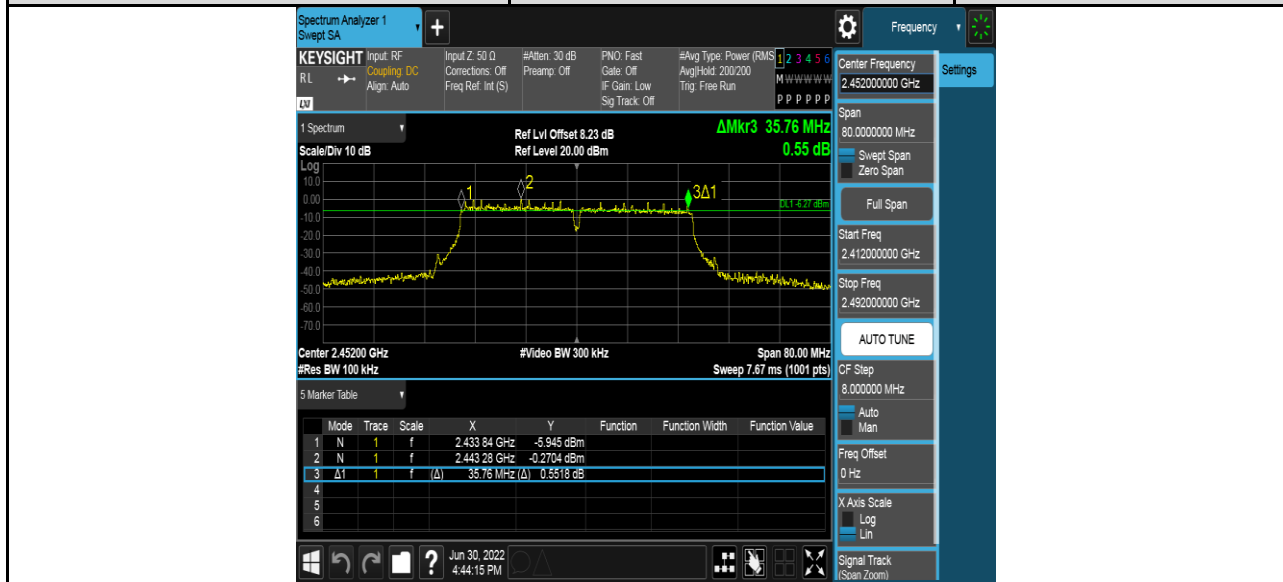 Spectrum Analyzer 1
Swept SA
+
Frequency
KEYSIGHT
RL
LXI
Input: RF
Coupling: DC
Align: Auto
Input Z: 50 Ω
Corrections: Off
Freq Ref: Int (S)
#Atten: 30 dB
Preamp: Off
PNO: Fast
Gate: Off
IF Gain: Low
Sig Track: Off
#Avg Type: Power (RMS
Avg|Hold: 200/200
Trig: Free Run
1 2 3 4 5 6
M W W W W W
P P P P P P
1 Spectrum
Scale/Div 10 dB
Ref Lvl Offset 8.23 dB
Ref Level 20.00 dBm
ΔMkr3 35.76 MHz
0.55 dB
Log
10.0
0.00
-10.0
-20.0
-30.0
-40.0
-50.0
-60.0
-70.0
1
2
3Δ1
DL1 -6.27 dBm
Center 2.45200 GHz
#Video BW 300 kHz
Span 80.00 MHz
#Res BW 100 kHz
Sweep 7.67 ms (1001 pts)
5 Marker Table
Mode Trace Scale X Y Function Function Width Function Value
1 N 1 f 2.433 84 GHz -5.945 dBm
2 N 1 f 2.443 28 GHz -0.2704 dBm
3 Δ1 1 f (Δ) 35.76 MHz (Δ) 0.5518 dB
4
5
6
?
Jun 30, 2022
4:44:15 PM
Center Frequency
2.452000000 GHz
Settings
Span
80.0000000 MHz
Swept Span
Zero Span
Full Span
Start Freq
2.412000000 GHz
Stop Freq
2.492000000 GHz
AUTO TUNE
CF Step
8.000000 MHz
Auto
Man
Freq Offset
0 Hz
X Axis Scale
Log
Lin
Signal Track
(Span Zoom)